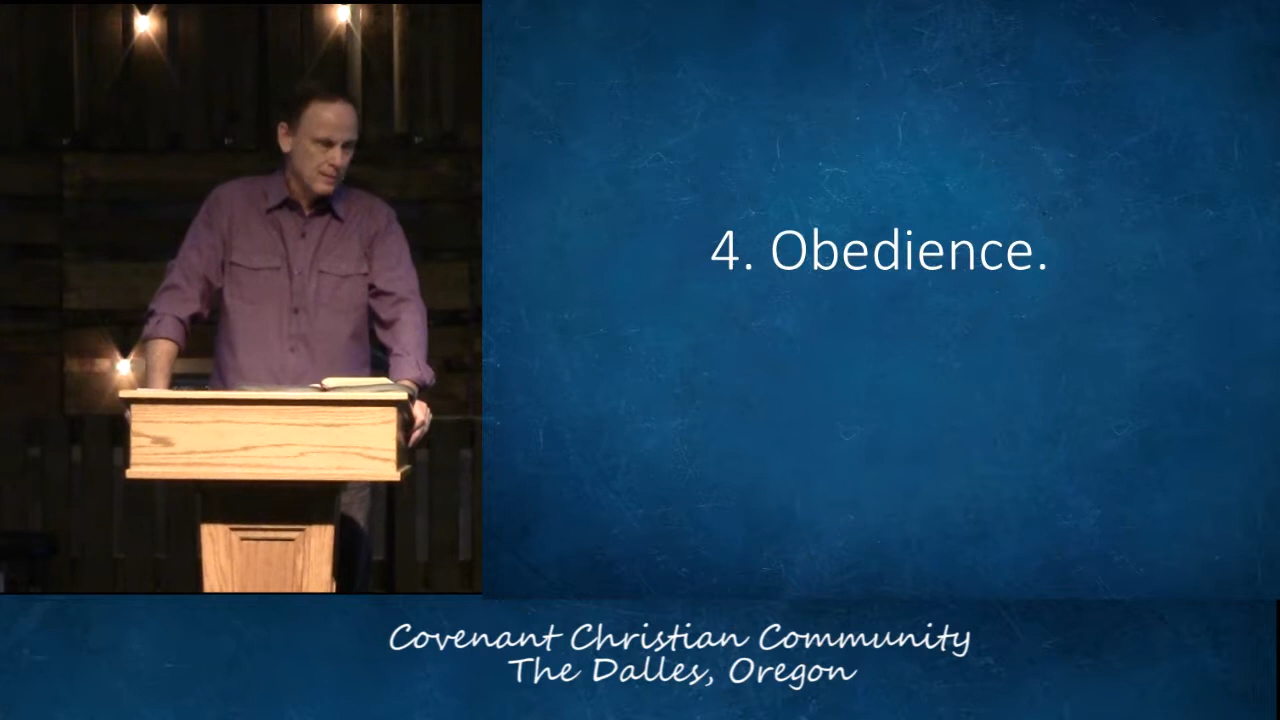 4. Obedience.
Covenant Christian Community
The Dalles, Oregon